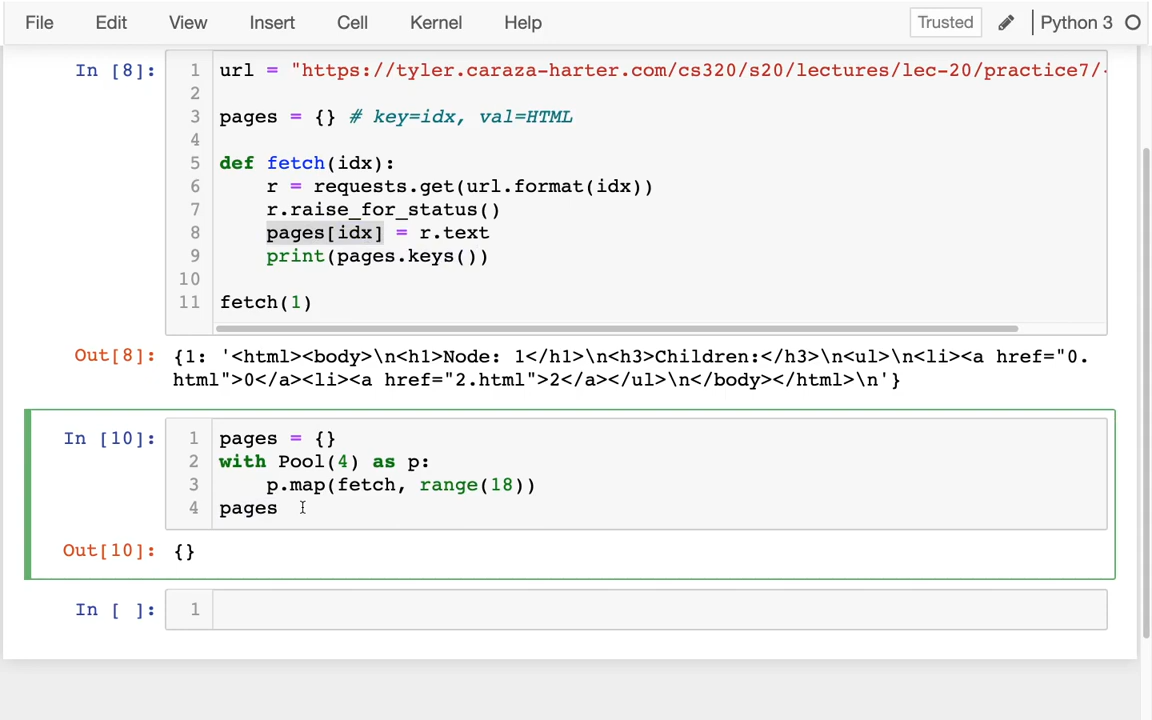 File Edit View Insert Cell Kernel Help Trusted Python 3
In [8]:
1 url = "https://tyler.caraza-harter.com/cs320/s20/lectures/lec-20/practice7/
2
3 pages = {} # key=idx, val=HTML
4
5 def fetch(idx):
6 r = requests.get(url.format(idx))
7 r.raise_for_status()
8 pages[idx] = r.text
9 print(pages.keys())
10
11 fetch(1)
Out[8]: {1: '<html><body>\n<h1>Node: 1</h1>\n<h3>Children:</h3>\n<ul>\n<li><a href="0.
html">0</a><li><a href="2.html">2</a></ul>\n</body></html>\n'}
In [10]:
1 pages = {}
2 with Pool(4) as p:
3 p.map(fetch, range(18))
4 pages
Out[10]: {}
In [ ]: 1